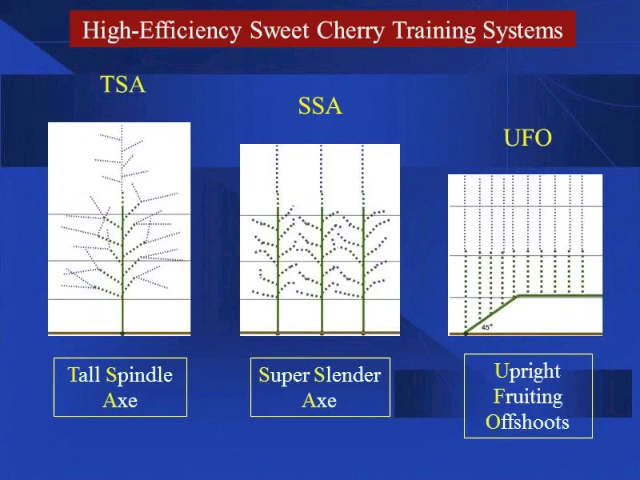 High-Efficiency Sweet Cherry Training Systems
TSA
SSA
UFO
45°
Tall Spindle
Axe
Super Slender
Axe
Upright
Fruiting
Offshoots